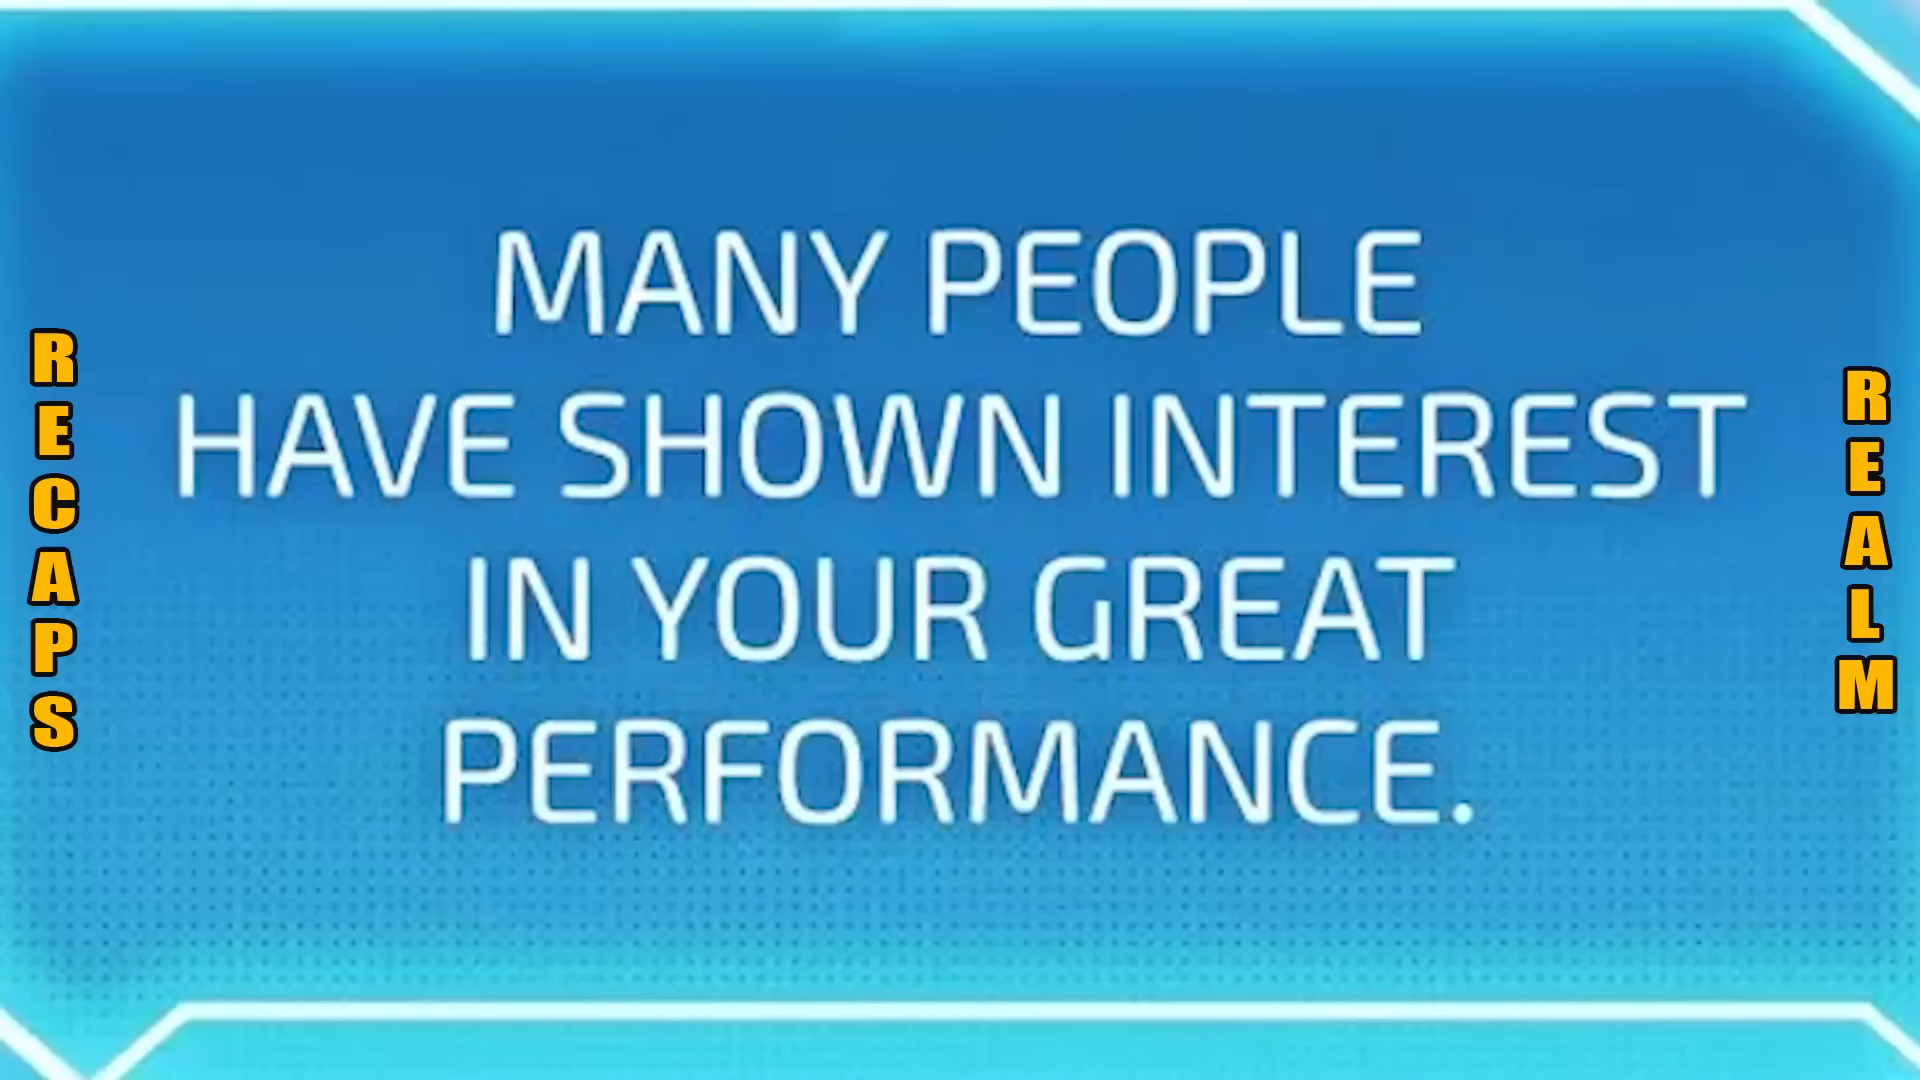 MANY PEOPLE
HAVE SHOWN INTEREST
IN YOUR GREAT
PERFORMANCE.
RECAPS
REALM